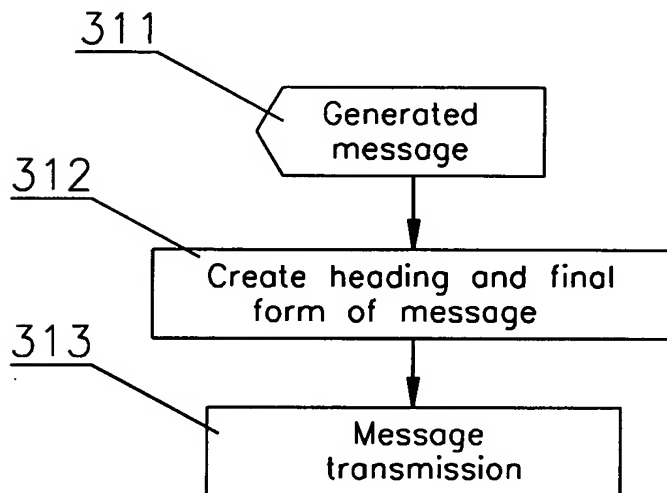 311
Generated
message
312
Create heading and final
form of message
313
Message
transmission